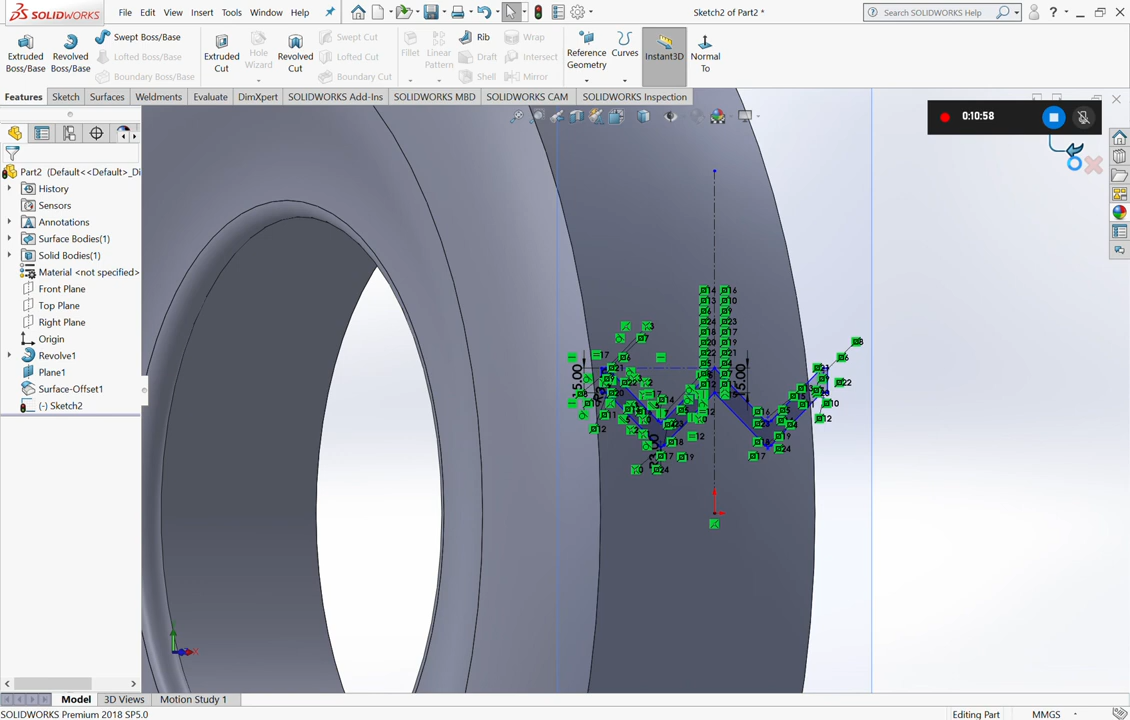 SOLIDWORKS File Edit View Insert Tools Window Help Sketch2 of Part2 * Search SOLIDWORKS Help ?
Extruded Boss/Base Revolved Boss/Base Swept Boss/Base Lofted Boss/Base Boundary Boss/Base Extruded Cut Hole Wizard Revolved Cut Swept Cut Lofted Cut Boundary Cut Fillet Linear Pattern Rib Draft Shell Wrap Intersect Mirror Reference Geometry Curves Instant3D Normal To
Features Sketch Surfaces Weldments Evaluate DimXpert SOLIDWORKS Add-Ins SOLIDWORKS MBD SOLIDWORKS CAM SOLIDWORKS Inspection
0:10:58
Part2 (Default<<Default>_Di
History
Sensors
Annotations
Surface Bodies(1)
Solid Bodies(1)
Material <not specified>
Front Plane
Top Plane
Right Plane
Origin
Revolve1
Plane1
Surface-Offset1
(-) Sketch2
15.00
15.00
Model 3D Views Motion Study 1
SOLIDWORKS Premium 2018 SP5.0 Editing Part MMGS